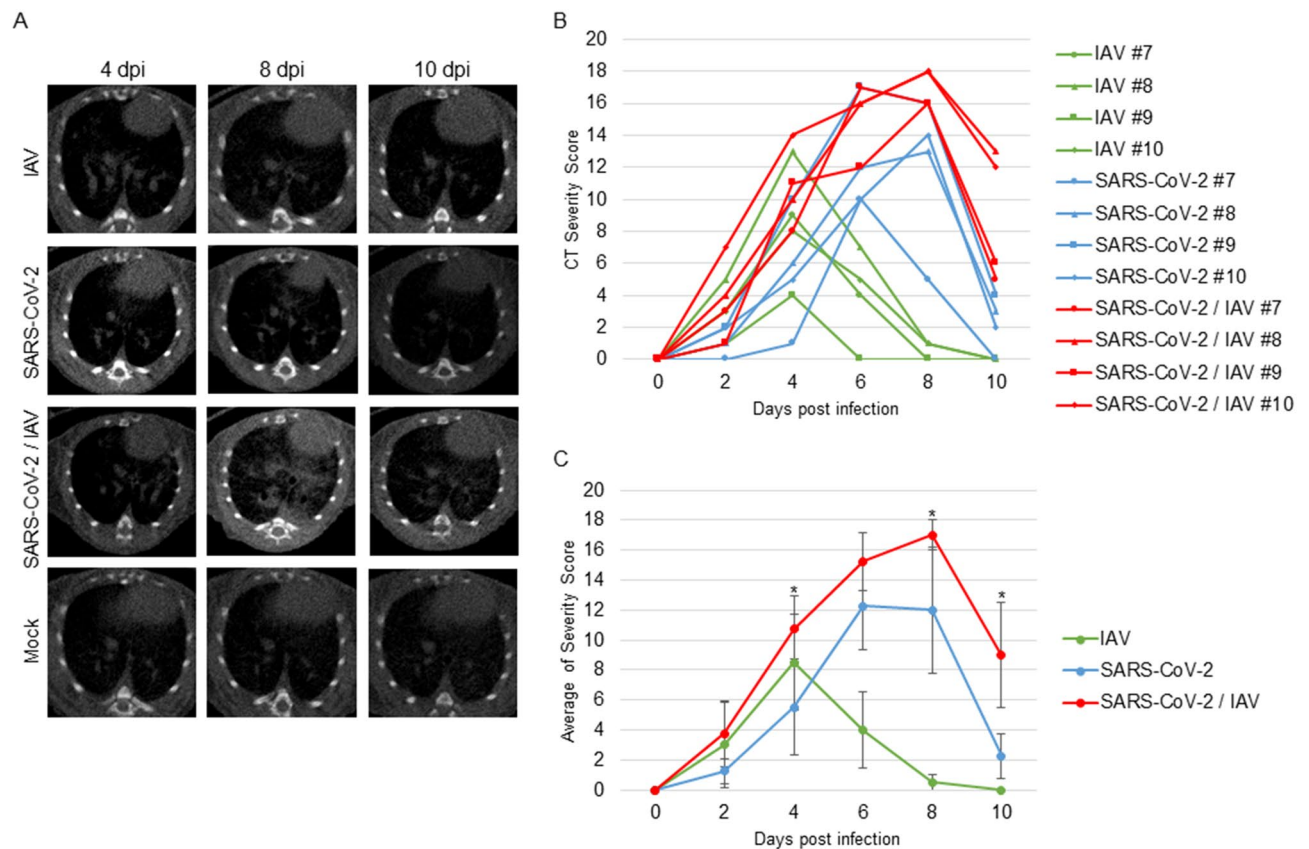 A
4 dpi
8 dpi
10 dpi
IAV
SARS-CoV-2
SARS-CoV-2 / IAV
Mock
B
CT Severity Score
20
18
16
14
12
10
8
6
4
2
0
0 2 4 6 8 10
Days post infection
IAV #7
IAV #8
IAV #9
IAV #10
SARS-CoV-2 #7
SARS-CoV-2 #8
SARS-CoV-2 #9
SARS-CoV-2 #10
SARS-CoV-2 / IAV #7
SARS-CoV-2 / IAV #8
SARS-CoV-2 / IAV #9
SARS-CoV-2 / IAV #10
C
Average of Severity Score
20
18
16
14
12
10
8
6
4
2
0
* * *
0 2 4 6 8 10
Days post infection
IAV
SARS-CoV-2
SARS-CoV-2 / IAV